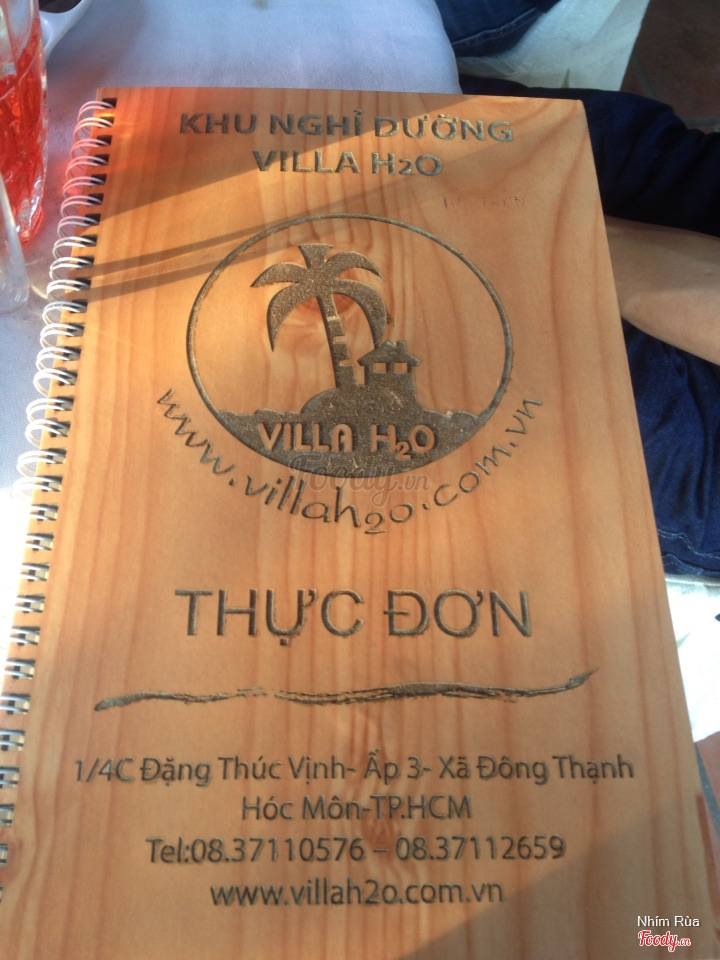 KHU NGHỈ DƯỠNG
VILLA H2O
VILLA H2O
www.villah2o.com.vn
Foody.vn
THỰC ĐƠN
1/4C Đặng Thúc Vịnh- Ấp 3- Xã Đông Thạnh
Hóc Môn-TP.HCM
Tel:08.37110576 – 08.37112659
www.villah2o.com.vn
Nhím Rùa
Foody.vn